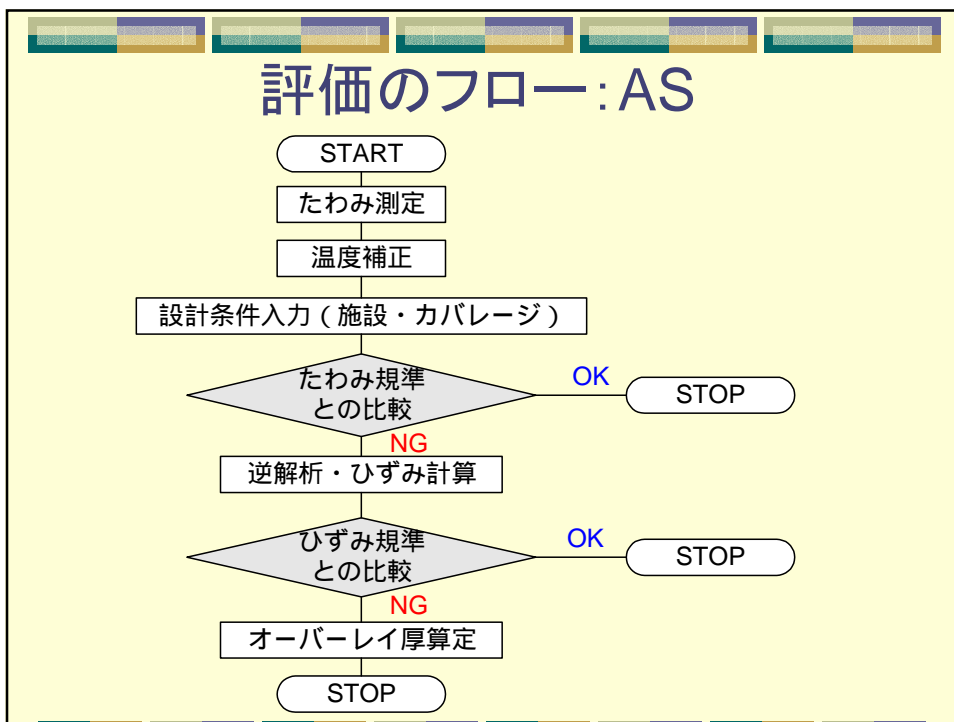 評価のフロー：AS
START
たわみ測定
温度補正
設計条件入力（施設・カバレージ）
たわみ規準
との比較
OK
STOP
NG
逆解析・ひずみ計算
ひずみ規準
との比較
OK
STOP
NG
オーバーレイ厚算定
STOP